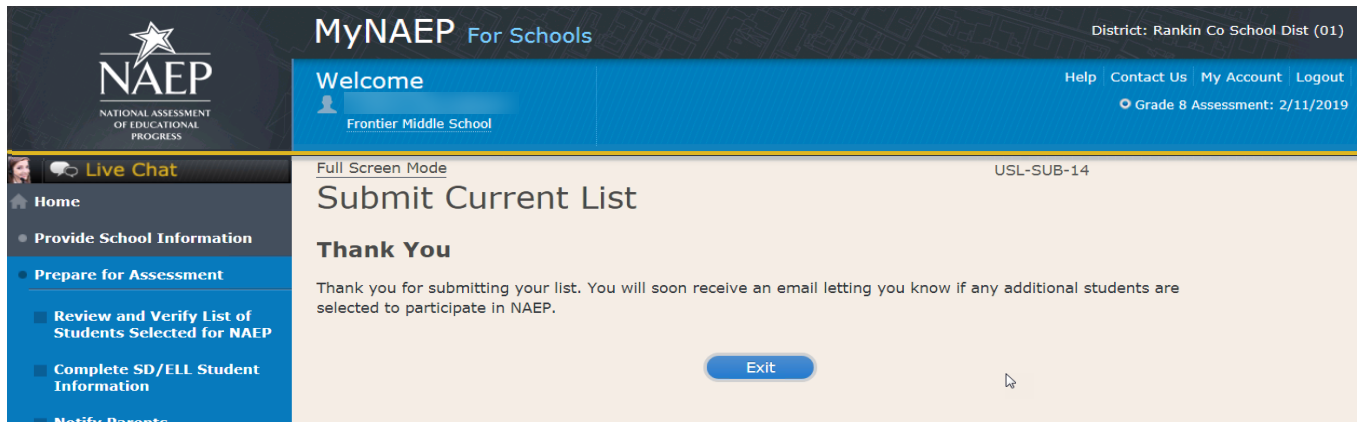 NAEP
NATIONAL ASSESSMENT
OF EDUCATIONAL
PROGRESS
MyNAEP For Schools
District: Rankin Co School Dist (01)
Welcome
Frontier Middle School
Help Contact Us My Account Logout
Grade 8 Assessment: 2/11/2019
Live Chat
Home
Provide School Information
Prepare for Assessment
Review and Verify List of
Students Selected for NAEP
Complete SD/ELL Student
Information
Notify Parents
Full Screen Mode
USL-SUB-14
Submit Current List
Thank You
Thank you for submitting your list. You will soon receive an email letting you know if any additional students are
selected to participate in NAEP.
Exit